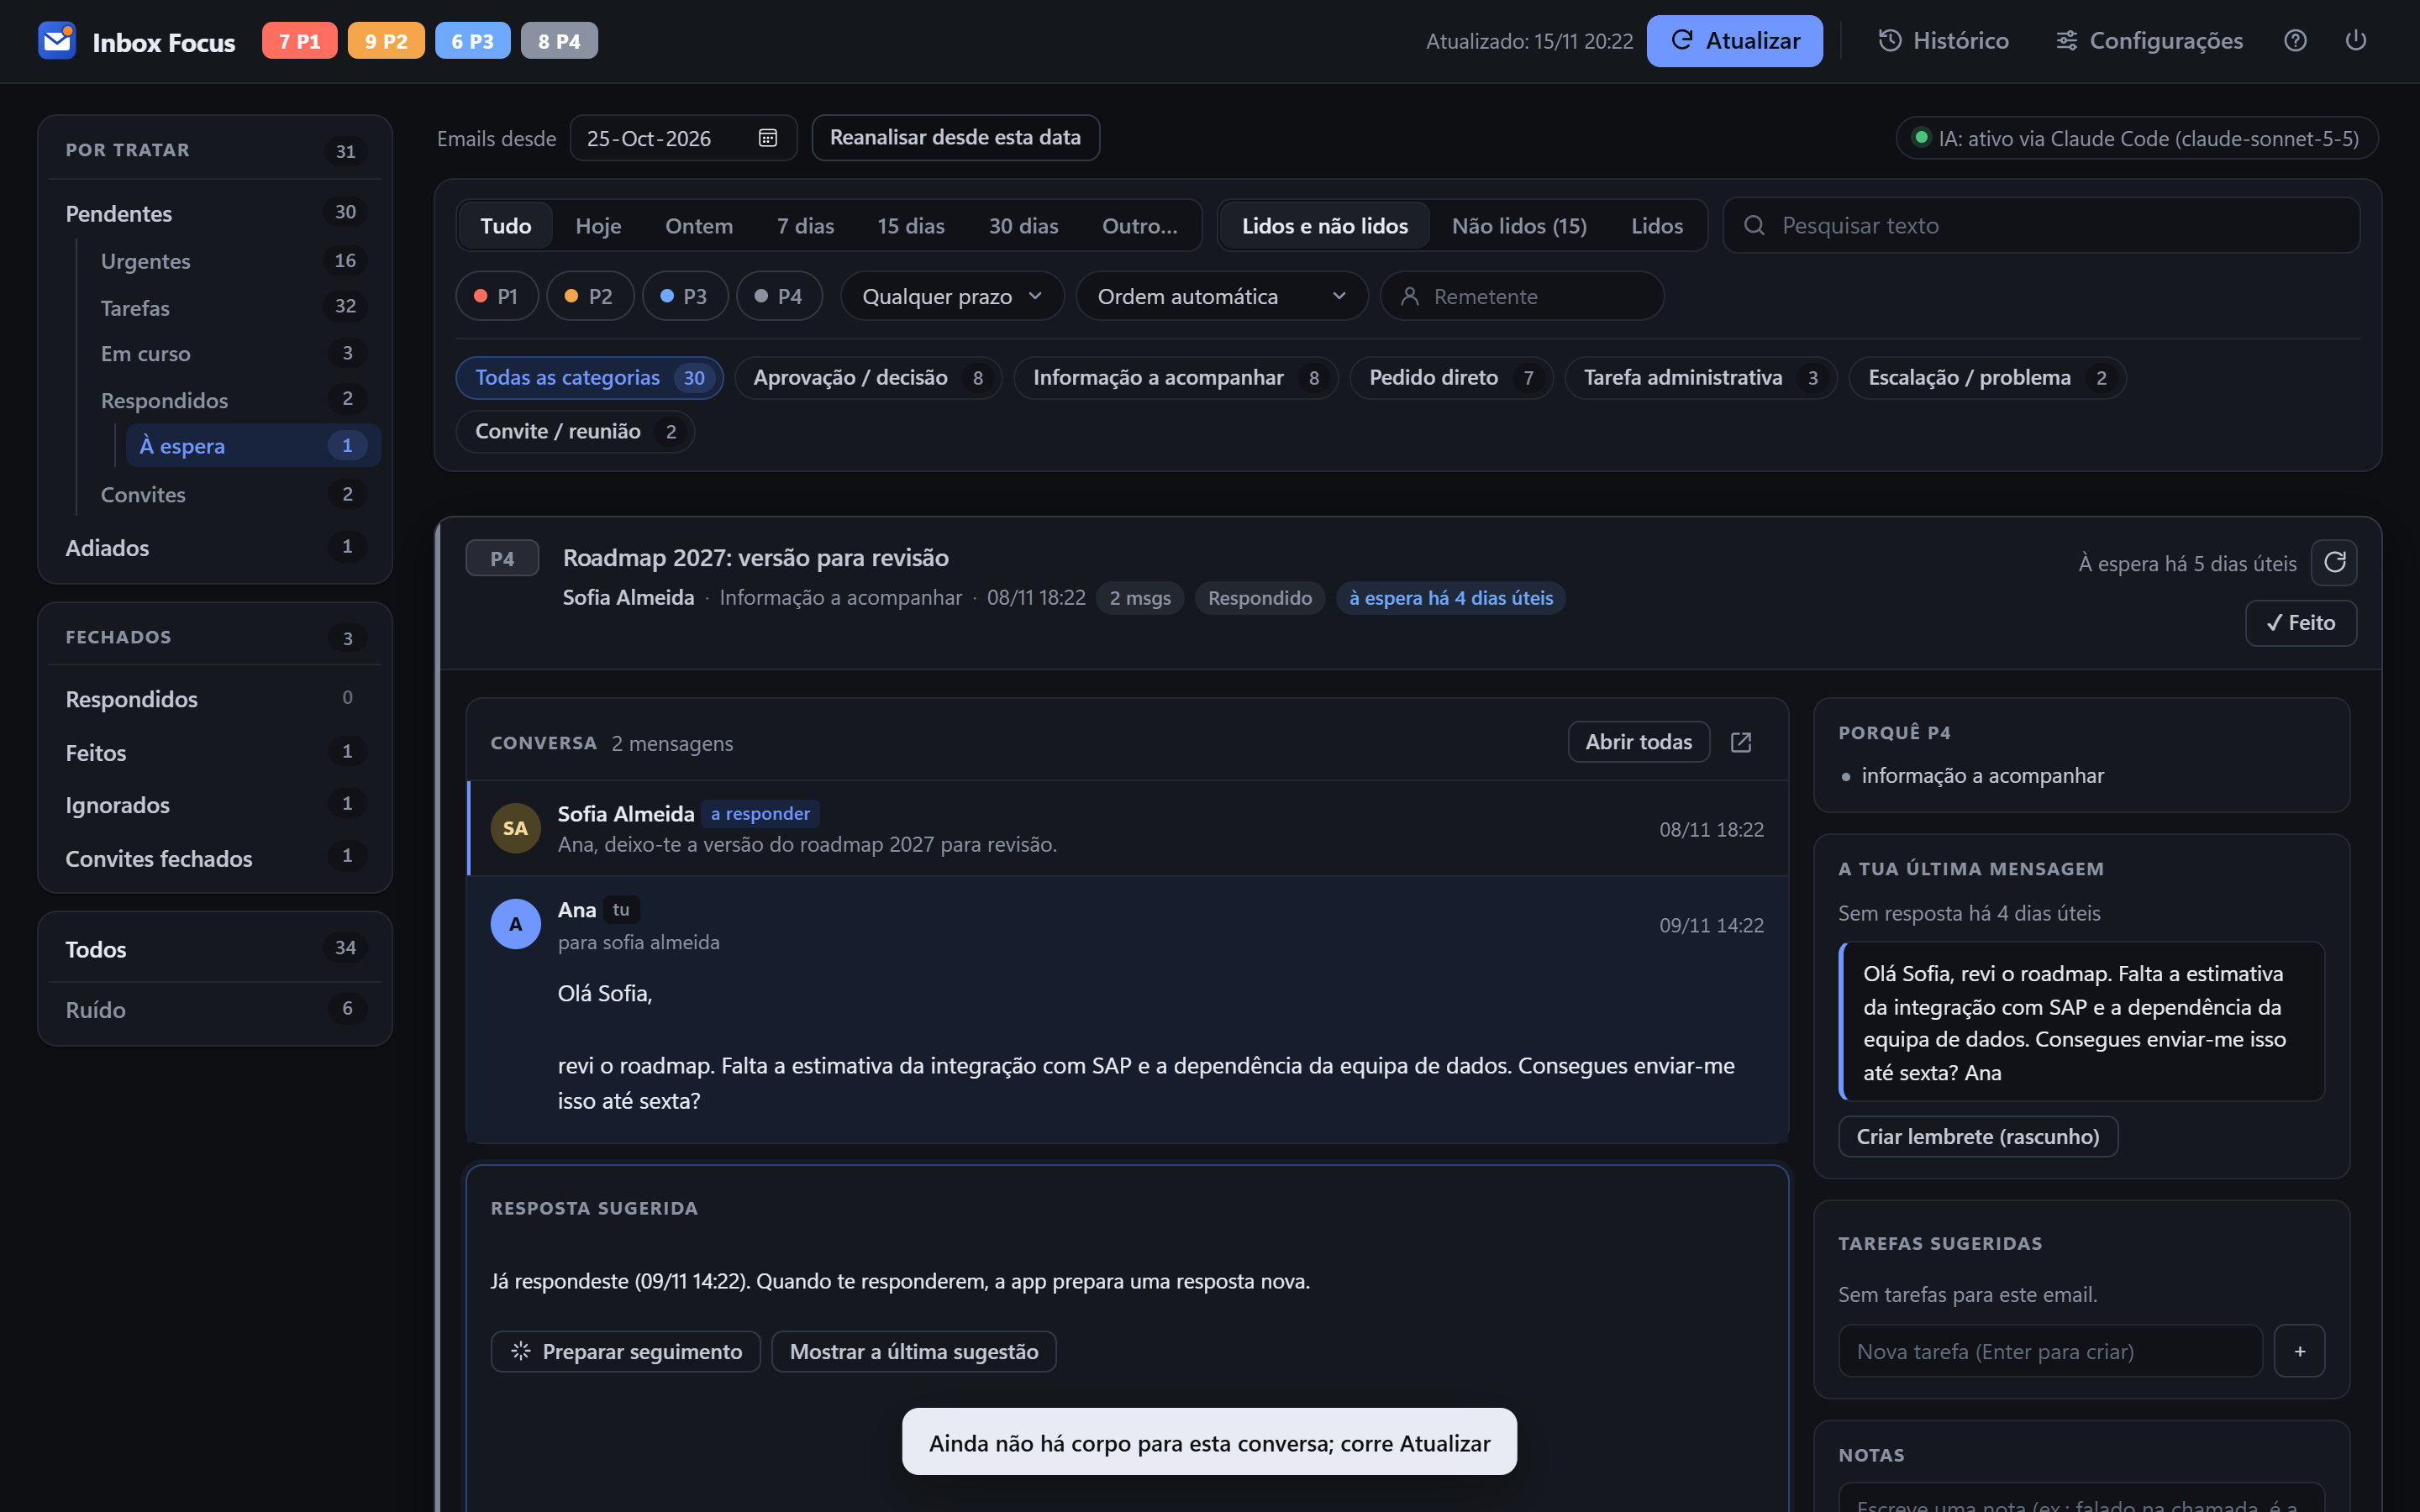 Inbox Focus
7 P1
9 P2
6 P3
8 P4
Atualizado: 15/11 20:22
Atualizar
Histórico
Configurações
POR TRATAR 31
Pendentes 30
Urgentes 16
Tarefas 32
Em curso 3
Respondidos 2
À espera 1
Convites 2
Adiados 1
FECHADOS 3
Respondidos 0
Feitos 1
Ignorados 1
Convites fechados 1
Todos 34
Ruído 6
Emails desde
25-Oct-2026
Reanalisar desde esta data
IA: ativo via Claude Code (claude-sonnet-5-5)
Tudo
Hoje
Ontem
7 dias
15 dias
30 dias
Outro...
Lidos e não lidos
Não lidos (15)
Lidos
Pesquisar texto
P1
P2
P3
P4
Qualquer prazo
Ordem automática
Remetente
Todas as categorias 30
Aprovação / decisão 8
Informação a acompanhar 8
Pedido direto 7
Tarefa administrativa 3
Escalação / problema 2
Convite / reunião 2
P4
Roadmap 2027: versão para revisão
Sofia Almeida · Informação a acompanhar · 08/11 18:22
2 msgs
Respondido
à espera há 4 dias úteis
À espera há 5 dias úteis
✓ Feito
CONVERSA 2 mensagens
Abrir todas
SA
Sofia Almeida a responder
Ana, deixo-te a versão do roadmap 2027 para revisão.
08/11 18:22
A
Ana tu
para sofia almeida
09/11 14:22
Olá Sofia,
revi o roadmap. Falta a estimativa da integração com SAP e a dependência da equipa de dados. Consegues enviar-me
isso até sexta?
RESPOSTA SUGERIDA
Já respondeste (09/11 14:22). Quando te responderem, a app prepara uma resposta nova.
Preparar seguimento
Mostrar a última sugestão
PORQUÊ P4
informação a acompanhar
A TUA ÚLTIMA MENSAGEM
Sem resposta há 4 dias úteis
Olá Sofia, revi o roadmap. Falta a estimativa
da integração com SAP e a dependência da
equipa de dados. Consegues enviar-me isso
até sexta? Ana
Criar lembrete (rascunho)
TAREFAS SUGERIDAS
Sem tarefas para este email.
Nova tarefa (Enter para criar)
+
NOTAS
Escreve uma nota (ex.: falado na chamada, é a
Ainda não há corpo para esta conversa; corre Atualizar